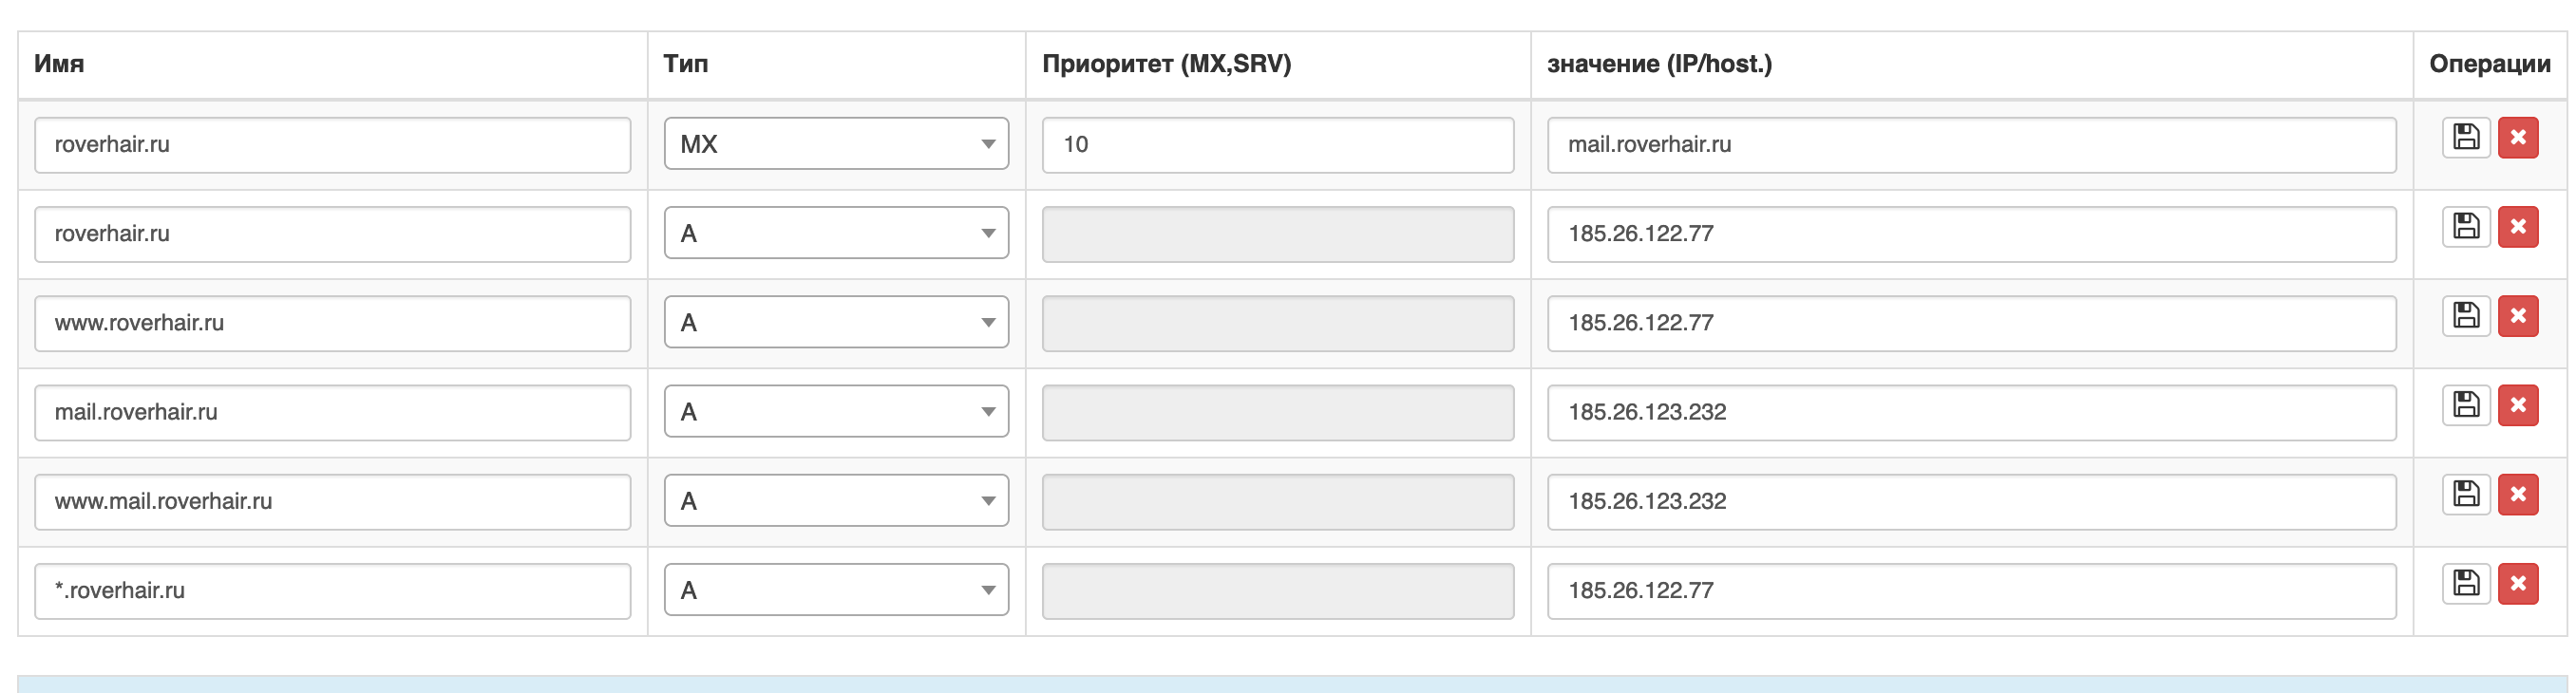 Имя Тип Приоритет (MX,SRV) значение (IP/host.) Операции
roverhair.ru MX 10 mail.roverhair.ru
roverhair.ru A 185.26.122.77
www.roverhair.ru A 185.26.122.77
mail.roverhair.ru A 185.26.123.232
www.mail.roverhair.ru A 185.26.123.232
*.roverhair.ru A 185.26.122.77